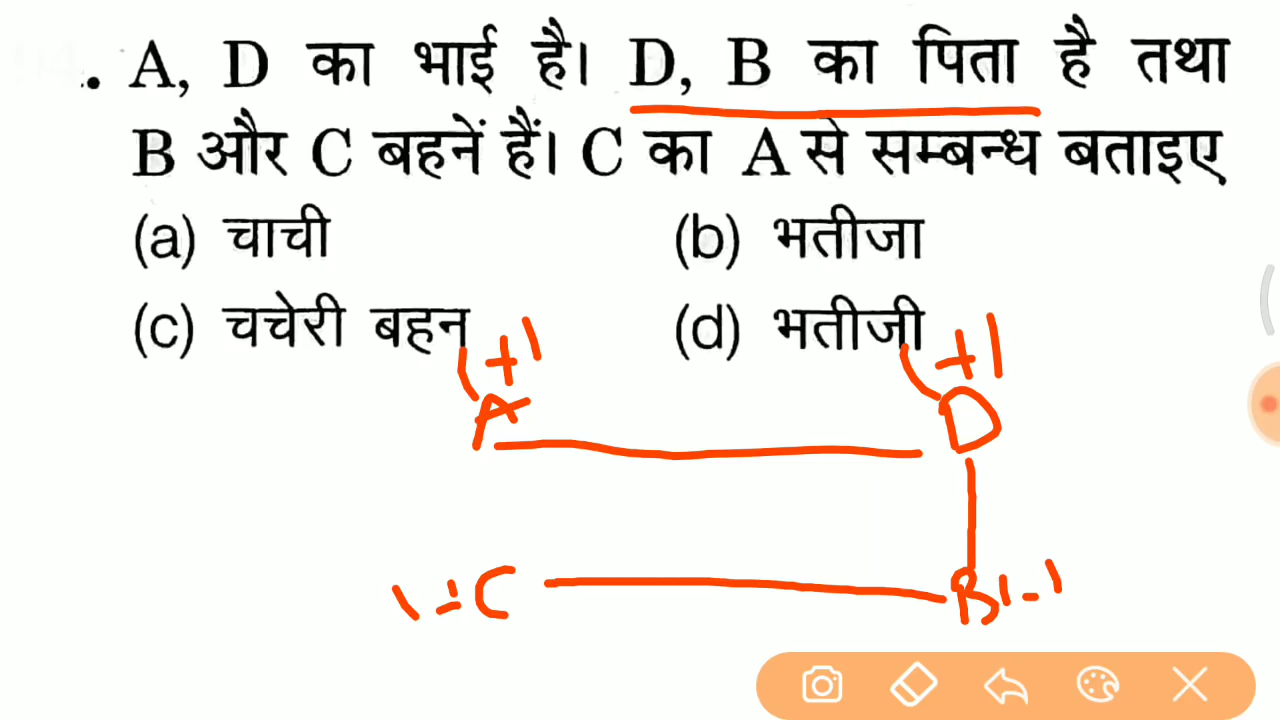 . A, D का भाई है। D, B का पिता है तथा
B और C बहनें हैं। C का A से सम्बन्ध बताइए
(a) चाची (b) भतीजा
(c) चचेरी बहन (d) भतीजी
(+) (+)
A D
(-) C B (-)